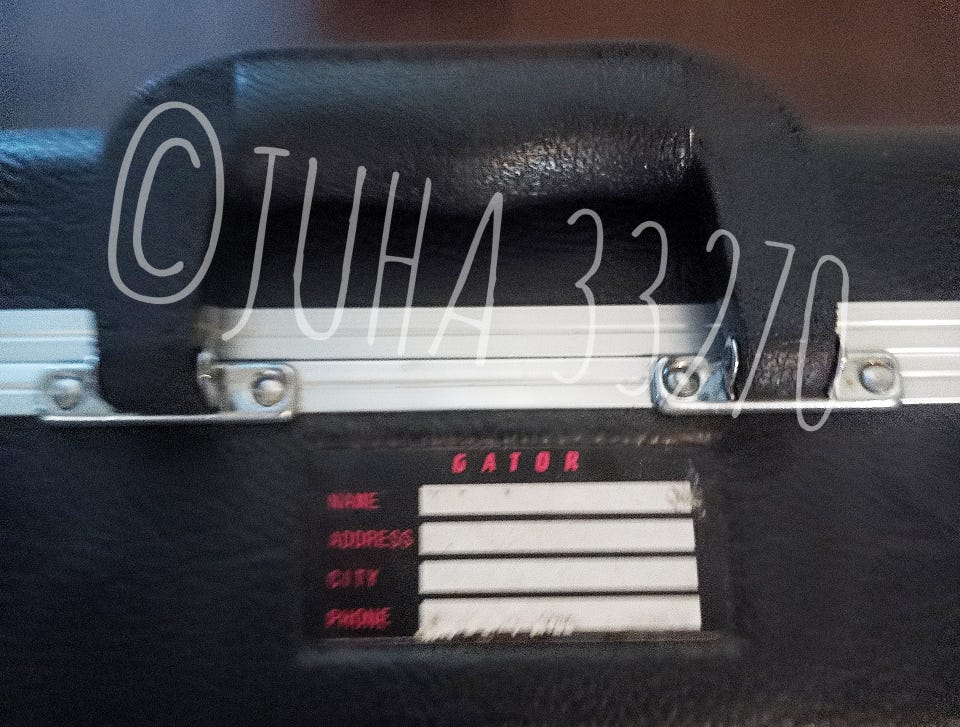 ©JUHA 33270
GATOR
NAME
ADDRESS
CITY
PHONE